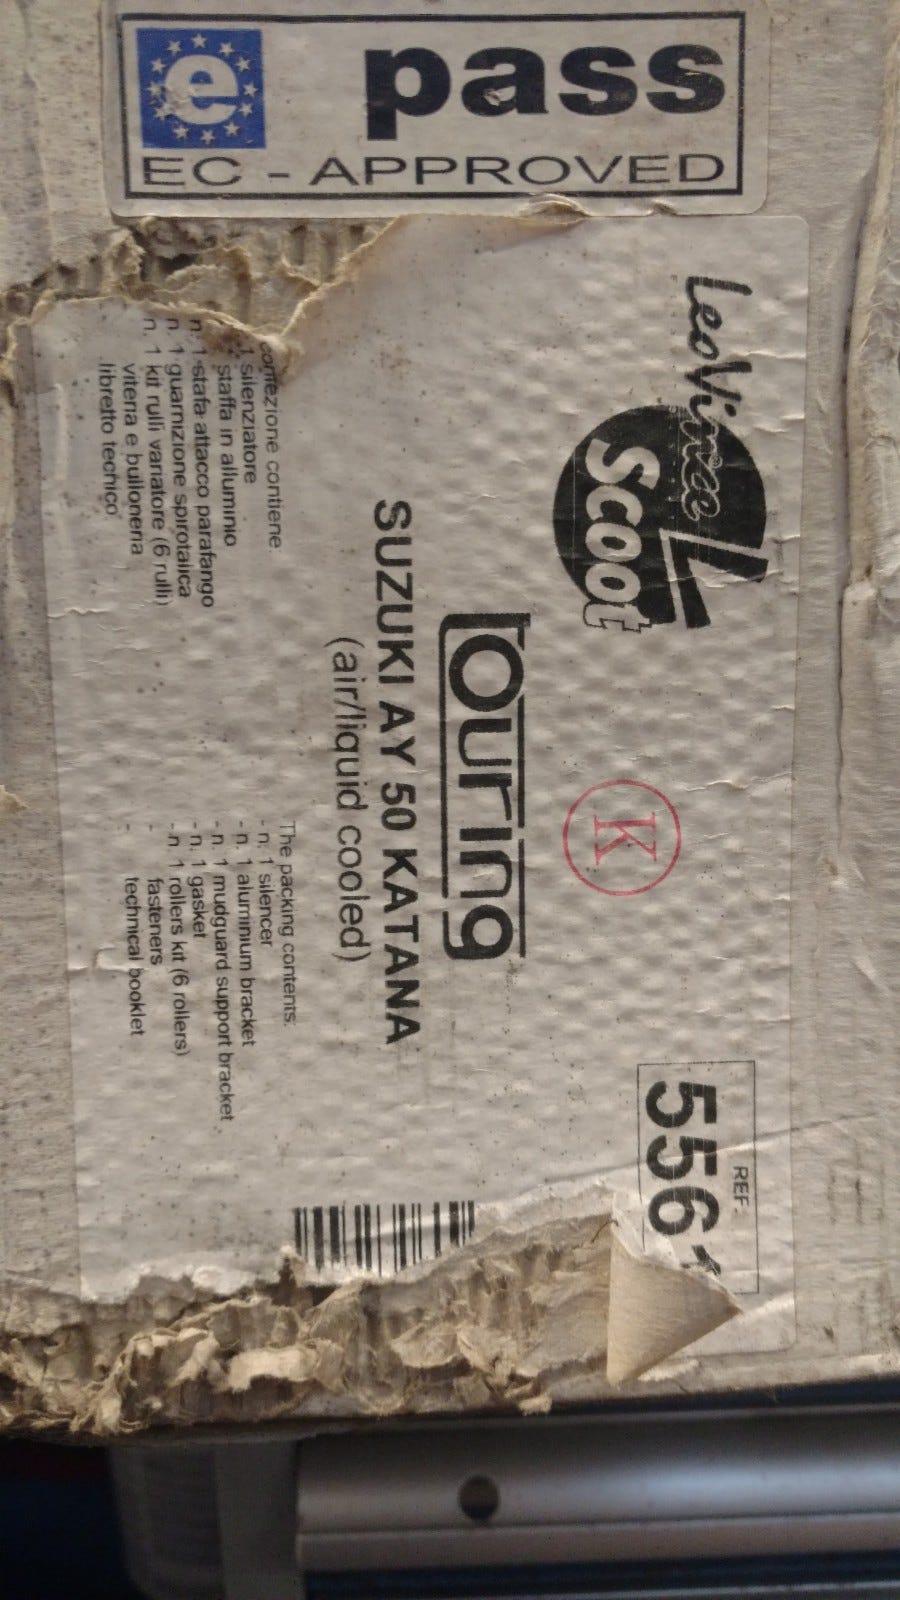 e pass
EC - APPROVED
LeoVince
Scoot
K
REF.
5561
Touring
SUZUKI AY 50 KATANA
(air/liquid cooled)
confezione contiene
1 silenziatore
staffa in alluminio
n. 1 stafa attacco parafango
n. 1 guarnizione spirotalica
n. 1 kit rulli variatore (6 rulli)
viteria e bulloneria
libretto techico
The packing contents:
- n. 1 silencer
- n. 1 aluminium bracket
- n. 1 mudguard support bracket
- n. 1 gasket
- n. 1 rollers kit (6 rollers)
- fasteners
- technical booklet